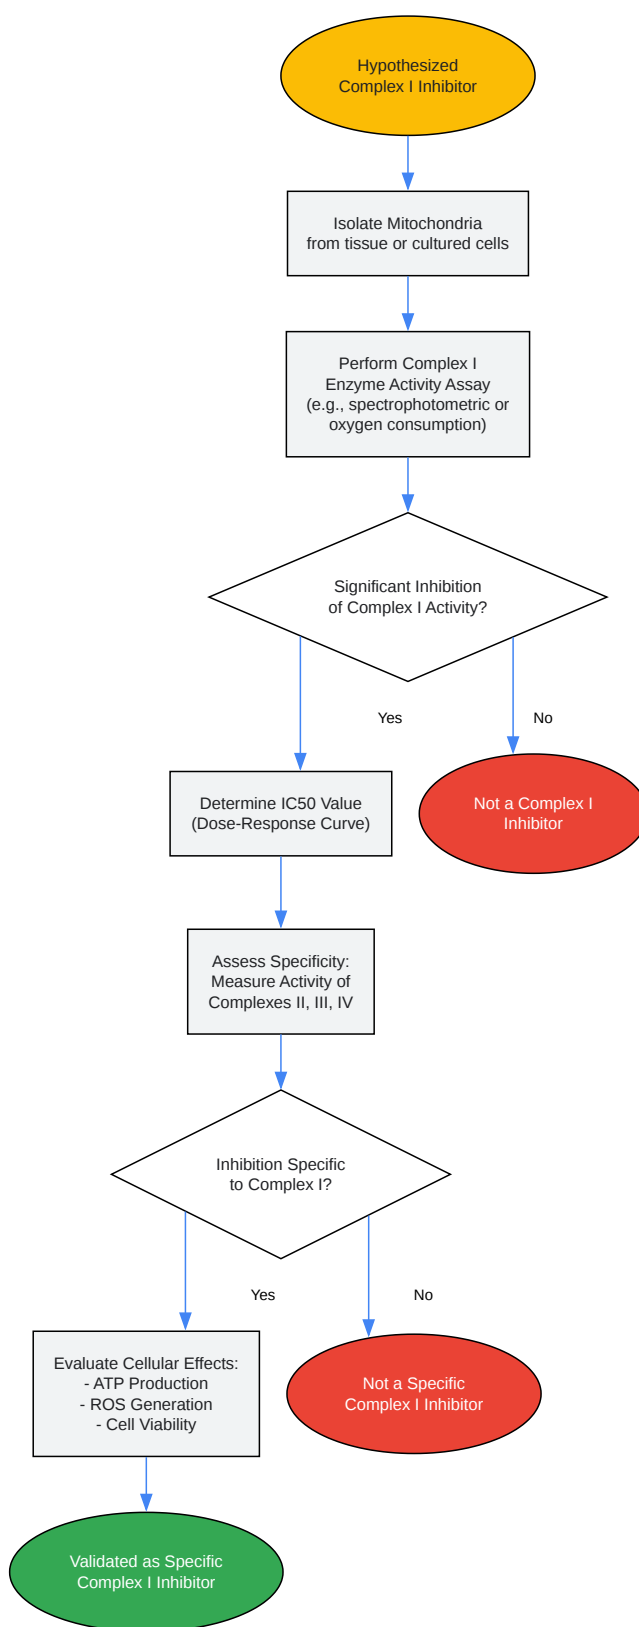 Hypothesized
Complex I Inhibitor
Isolate Mitochondria
from tissue or cultured cells
Perform Complex I
Enzyme Activity Assay
(e.g., spectrophotometric or
oxygen consumption)
Significant Inhibition
of Complex I Activity?
Yes
No
Determine IC50 Value
(Dose-Response Curve)
Not a Complex I
Inhibitor
Assess Specificity:
Measure Activity of
Complexes II, III, IV
Inhibition Specific
to Complex I?
Yes
No
Evaluate Cellular Effects:
- ATP Production
- ROS Generation
- Cell Viability
Not a Specific
Complex I Inhibitor
Validated as Specific
Complex I Inhibitor